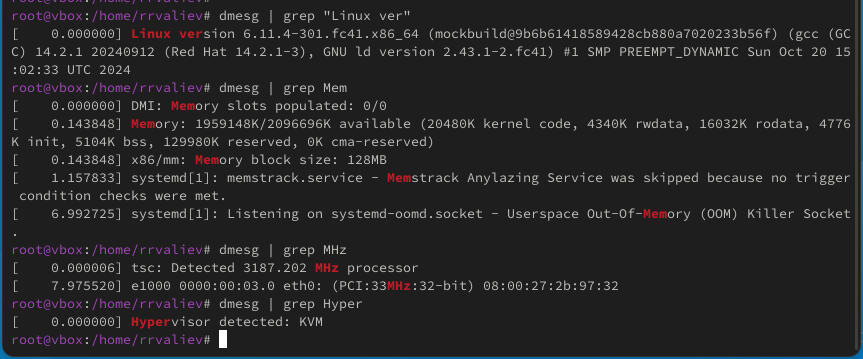 root@vbox:/home/rrvaliev# dmesg | grep "Linux ver"
[    0.000000] Linux version 6.11.4-301.fc41.x86_64 (mockbuild@9b6b61418589428cb880a7020233b56f) (gcc (GC
C) 14.2.1 20240912 (Red Hat 14.2.1-3), GNU ld version 2.43.1-2.fc41) #1 SMP PREEMPT_DYNAMIC Sun Oct 20 15
:02:33 UTC 2024
root@vbox:/home/rrvaliev# dmesg | grep Mem
[    0.000000] DMI: Memory slots populated: 0/0
[    0.143848] Memory: 1959148K/2096696K available (20480K kernel code, 4340K rwdata, 16032K rodata, 4776
K init, 5104K bss, 129980K reserved, 0K cma-reserved)
[    0.143848] x86/mm: Memory block size: 128MB
[    1.157833] systemd[1]: memstrack.service - Memstrack Anylazing Service was skipped because no trigger
 condition checks were met.
[    6.992725] systemd[1]: Listening on systemd-oomd.socket - Userspace Out-Of-Memory (OOM) Killer Socket
.
root@vbox:/home/rrvaliev# dmesg | grep MHz
[    0.000006] tsc: Detected 3187.202 MHz processor
[    7.975520] e1000 0000:00:03.0 eth0: (PCI:33MHz:32-bit) 08:00:27:2b:97:32
root@vbox:/home/rrvaliev# dmesg | grep Hyper
[    0.000000] Hypervisor detected: KVM
root@vbox:/home/rrvaliev#